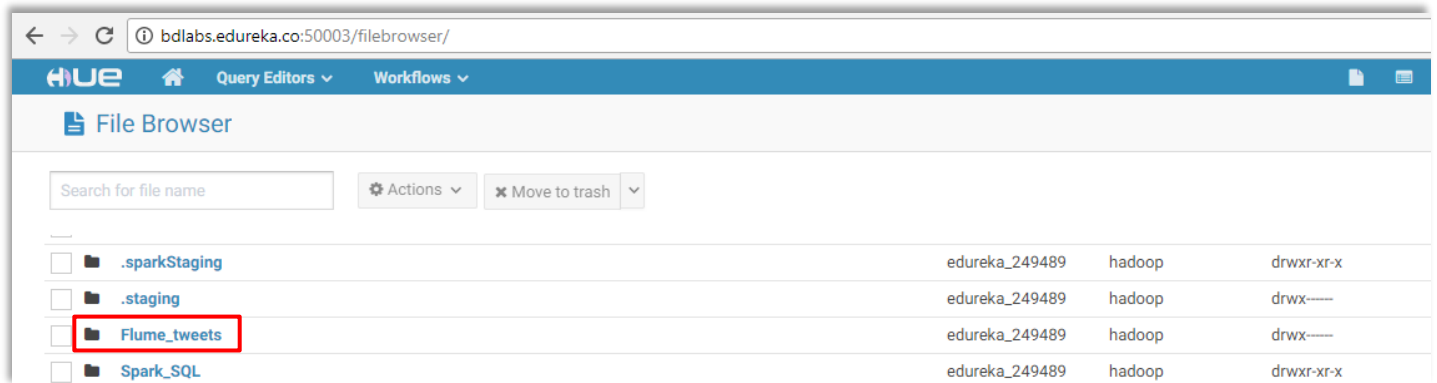 bdlabs.edureka.co:50003/filebrowser/
HUE Query Editors Workflows
File Browser
Search for file name Actions Move to trash
.sparkStaging edureka_249489 hadoop drwxr-xr-x
.staging edureka_249489 hadoop drwx------
Flume_tweets edureka_249489 hadoop drwx------
Spark_SQL edureka_249489 hadoop drwxr-xr-x